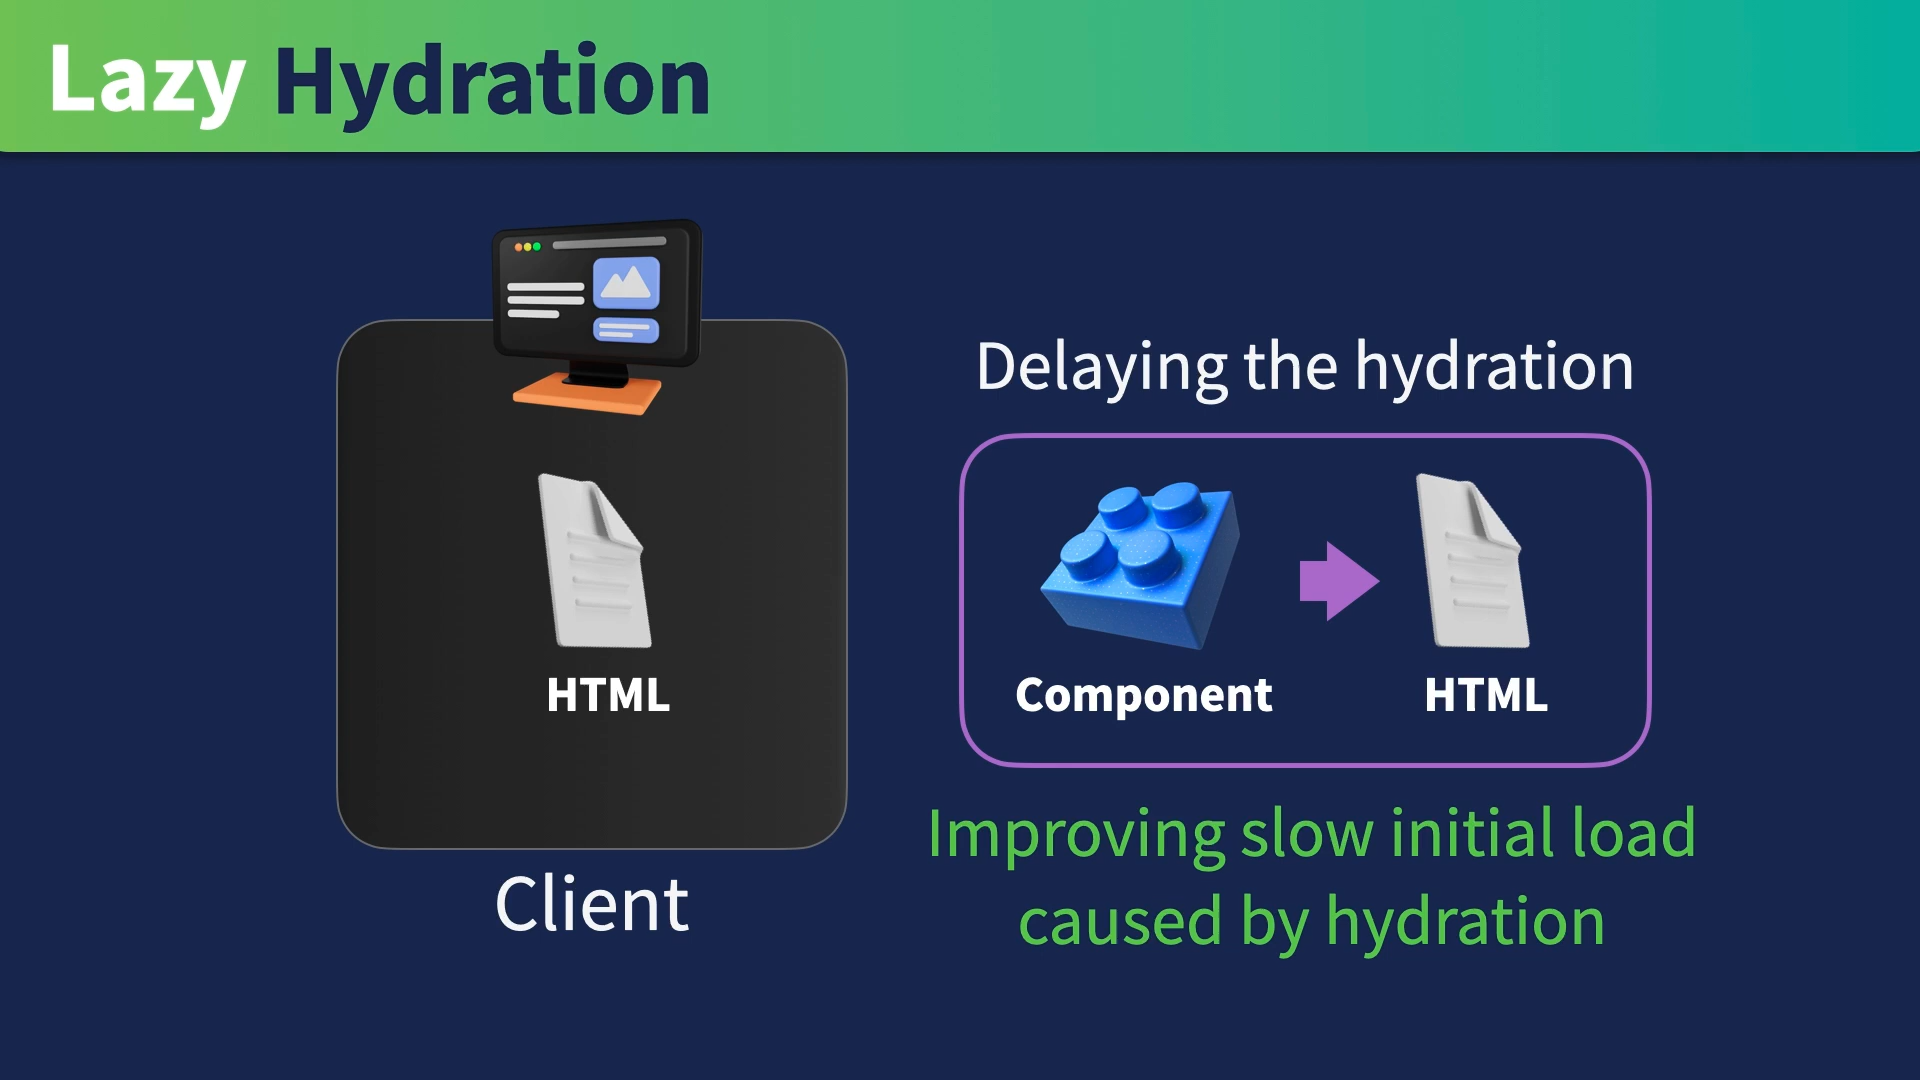 Lazy Hydration
HTML
Client
Delaying the hydration
Component
HTML
Improving slow initial load
caused by hydration